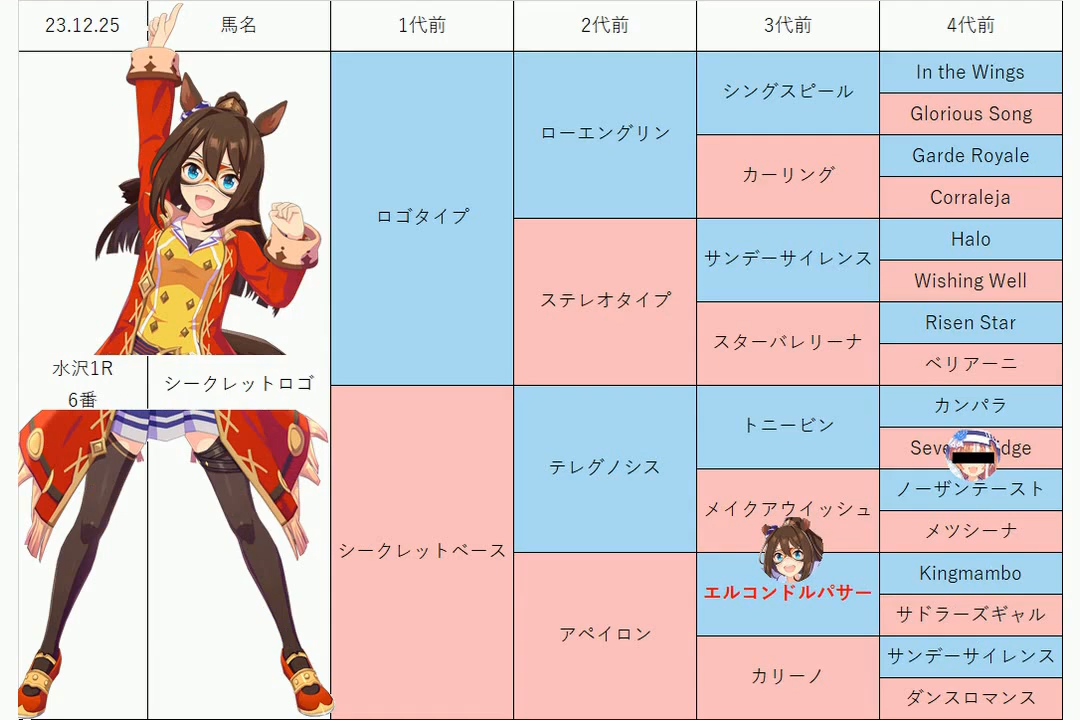 23.12.25
馬名
1代前
2代前
3代前
4代前
水沢1R
6番
シークレットロゴ
ロゴタイプ
シークレットベース
ローエングリン
ステレオタイプ
テレグノシス
アペイロン
シングスピール
カーリング
サンデーサイレンス
スターバレリーナ
トニービン
メイクアウイッシュ
エルコンドルパサー
カリーノ
In the Wings
Glorious Song
Garde Royale
Corraleja
Halo
Wishing Well
Risen Star
ベリアーニ
カンパラ
ノーザンテースト
メツシーナ
Kingmambo
サドラーズギャル
サンデーサイレンス
ダンスロマンス